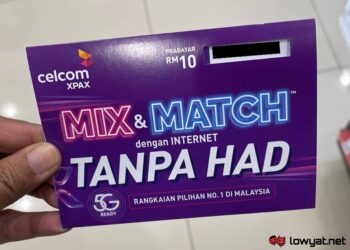 celcom
XPAX
PRABAYAR
RM10
MIX & MATCH™
dengan INTERNET
TANPA HAD
5G
READY
RANGKAIAN PILIHAN NO. 1 DI MALAYSIA
lowyat.net